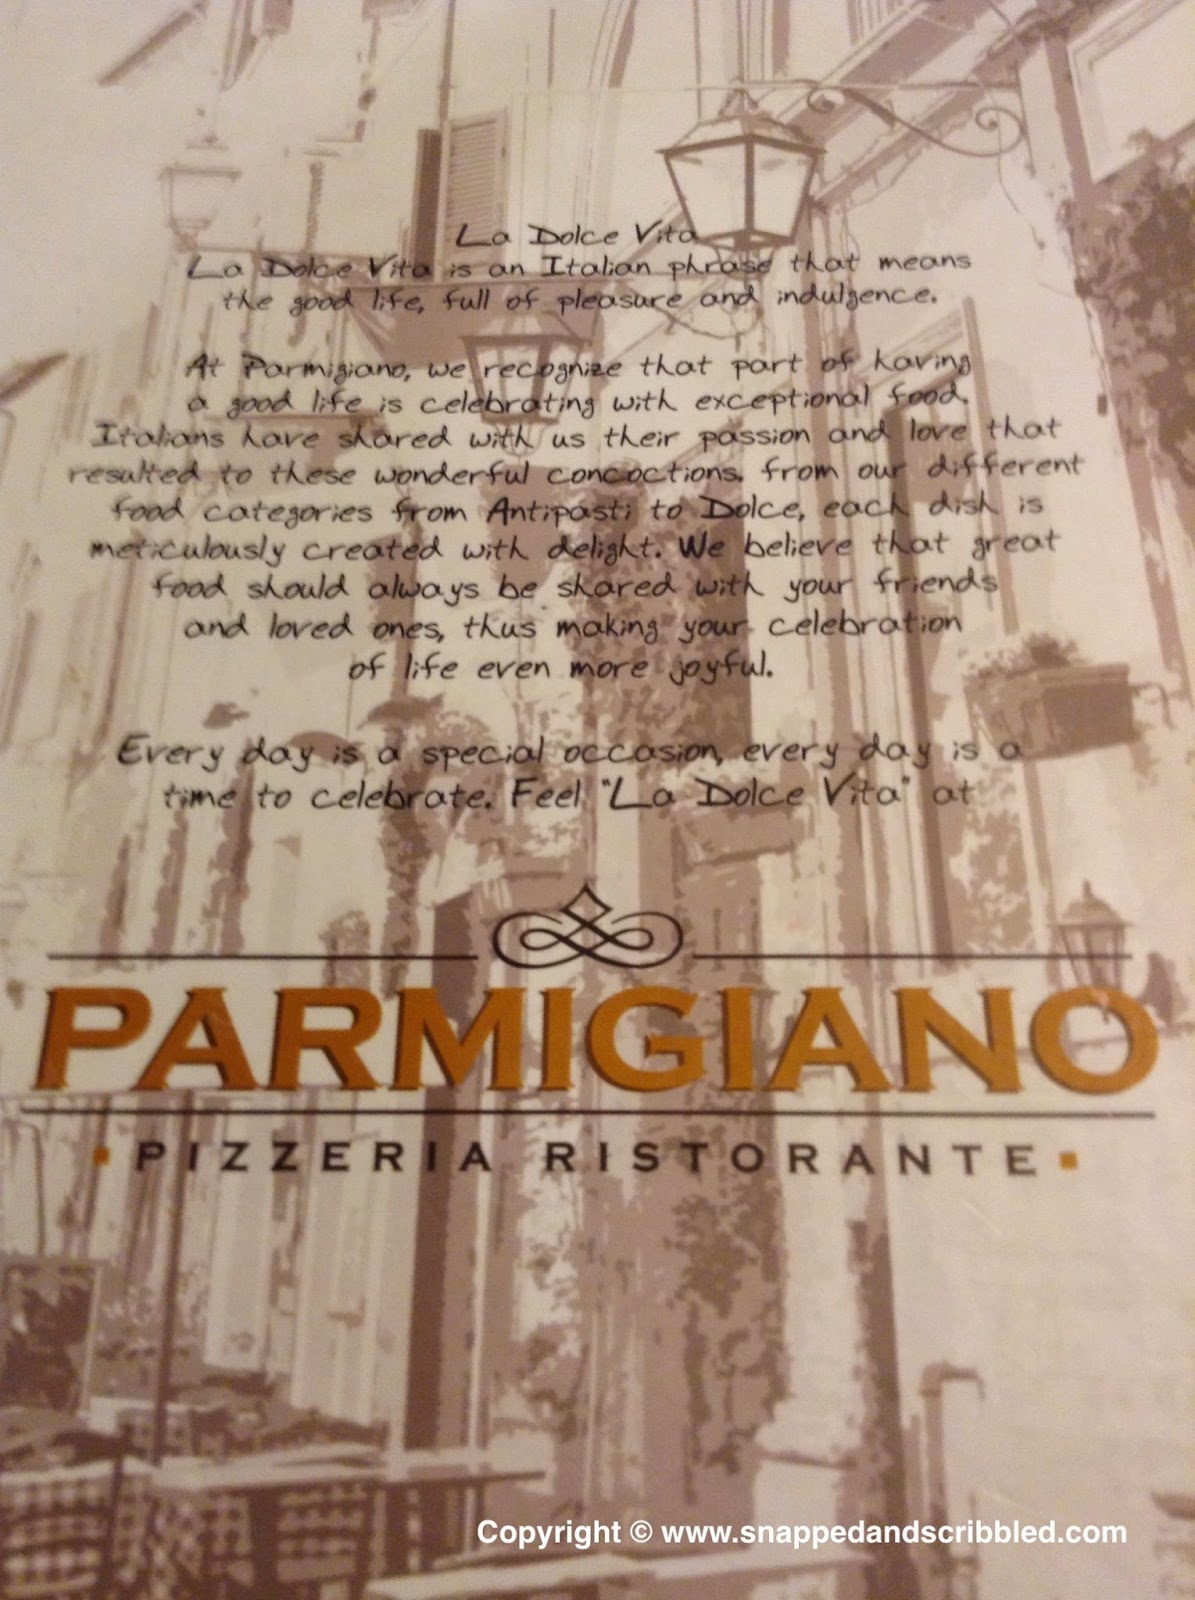 La Dolce Vita
La Dolce Vita is an Italian phrase that means
the good life, full of pleasure and indulgence.
At Parmigiano, we recognize that part of having
a good life is celebrating with exceptional food.
Italians have shared with us their passion and love that
resulted to these wonderful concoctions. From our different
food categories from Antipasti to Dolce, each dish is
meticulously created with delight. We believe that great
food should always be shared with your friends
and loved ones, thus making your celebration
of life even more joyful.
Every day is a special occasion, every day is a
time to celebrate. Feel "La Dolce Vita" at
PARMIGIANO
PIZZERIA RISTORANTE
Copyright © www.snappedandscribbled.com